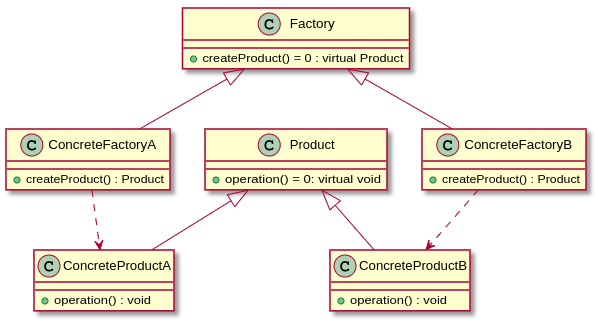 C Factory
createProduct() = 0 : virtual Product
C ConcreteFactoryA
createProduct() : Product
C Product
operation() = 0: virtual void
C ConcreteFactoryB
createProduct() : Product
C ConcreteProductA
operation() : void
C ConcreteProductB
operation() : void